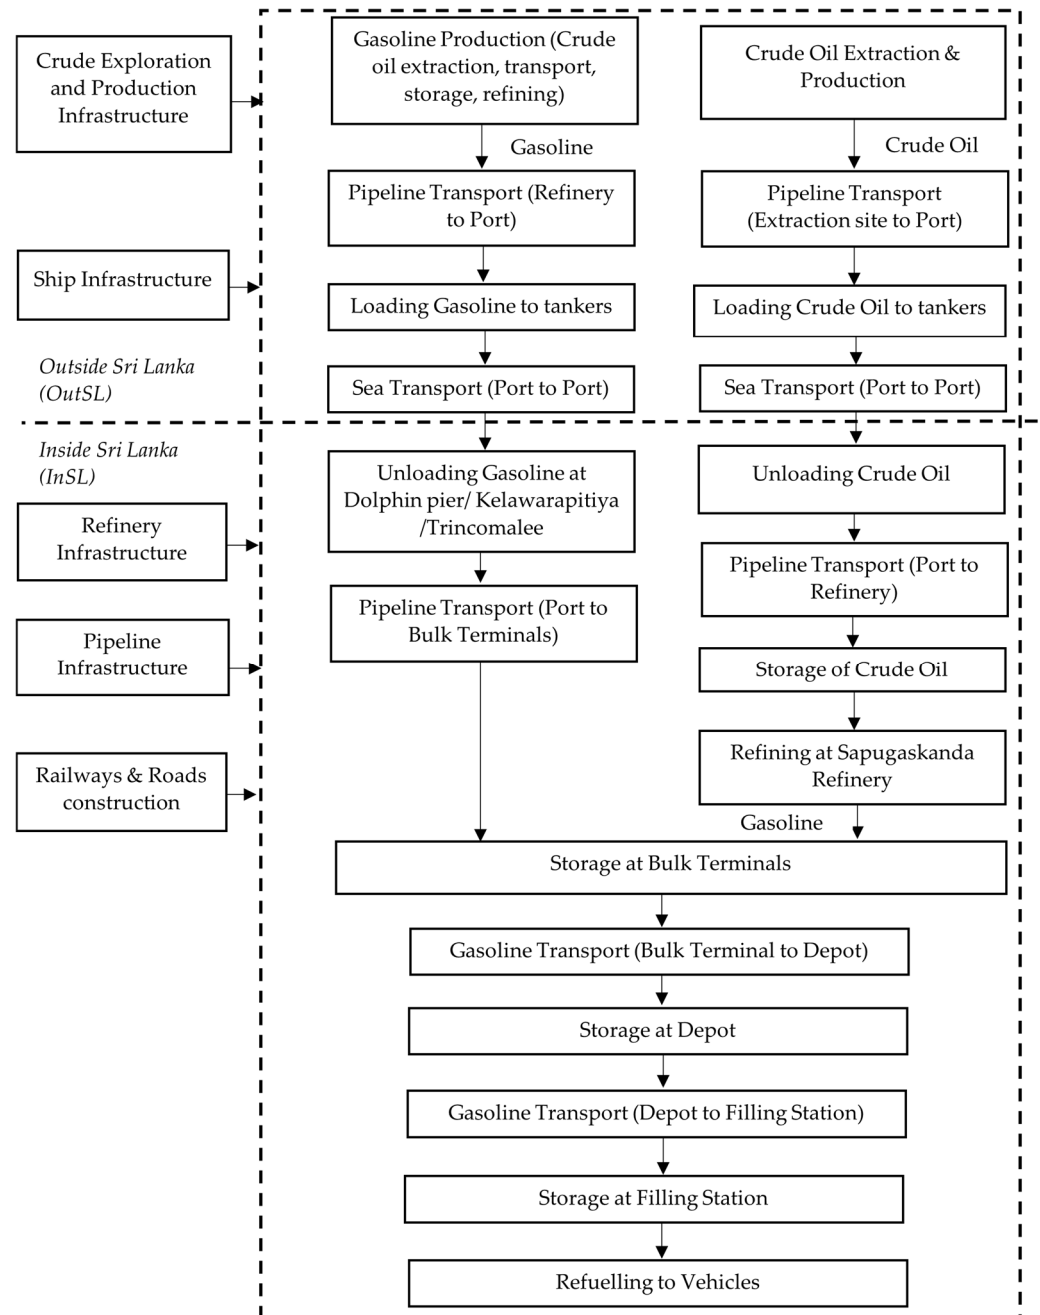 Crude Exploration
and Production
Infrastructure
Ship Infrastructure
Outside Sri Lanka
(OutSL)
Inside Sri Lanka
(InSL)
Refinery
Infrastructure
Pipeline
Infrastructure
Railways & Roads
construction
Gasoline Production (Crude
oil extraction, transport,
storage, refining)
Gasoline
Pipeline Transport (Refinery
to Port)
Loading Gasoline to tankers
Sea Transport (Port to Port)
Unloading Gasoline at
Dolphin pier/ Kelawarapitiya
/Trincomalee
Pipeline Transport (Port to
Bulk Terminals)
Crude Oil Extraction &
Production
Crude Oil
Pipeline Transport
(Extraction site to Port)
Loading Crude Oil to tankers
Sea Transport (Port to Port)
Unloading Crude Oil
Pipeline Transport (Port to
Refinery)
Storage of Crude Oil
Refining at Sapugaskanda
Refinery
Gasoline
Storage at Bulk Terminals
Gasoline Transport (Bulk Terminal to Depot)
Storage at Depot
Gasoline Transport (Depot to Filling Station)
Storage at Filling Station
Refuelling to Vehicles